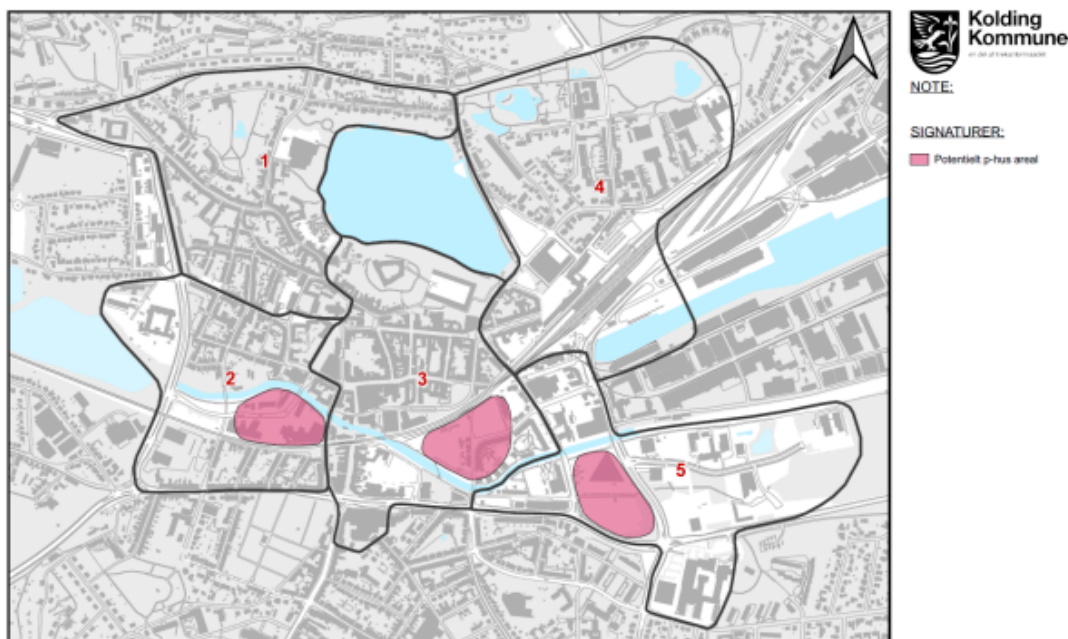 Kolding
Kommune
NOTE:
SIGNATURER:
Potentielt p-hus areal
1
4
2
3
5